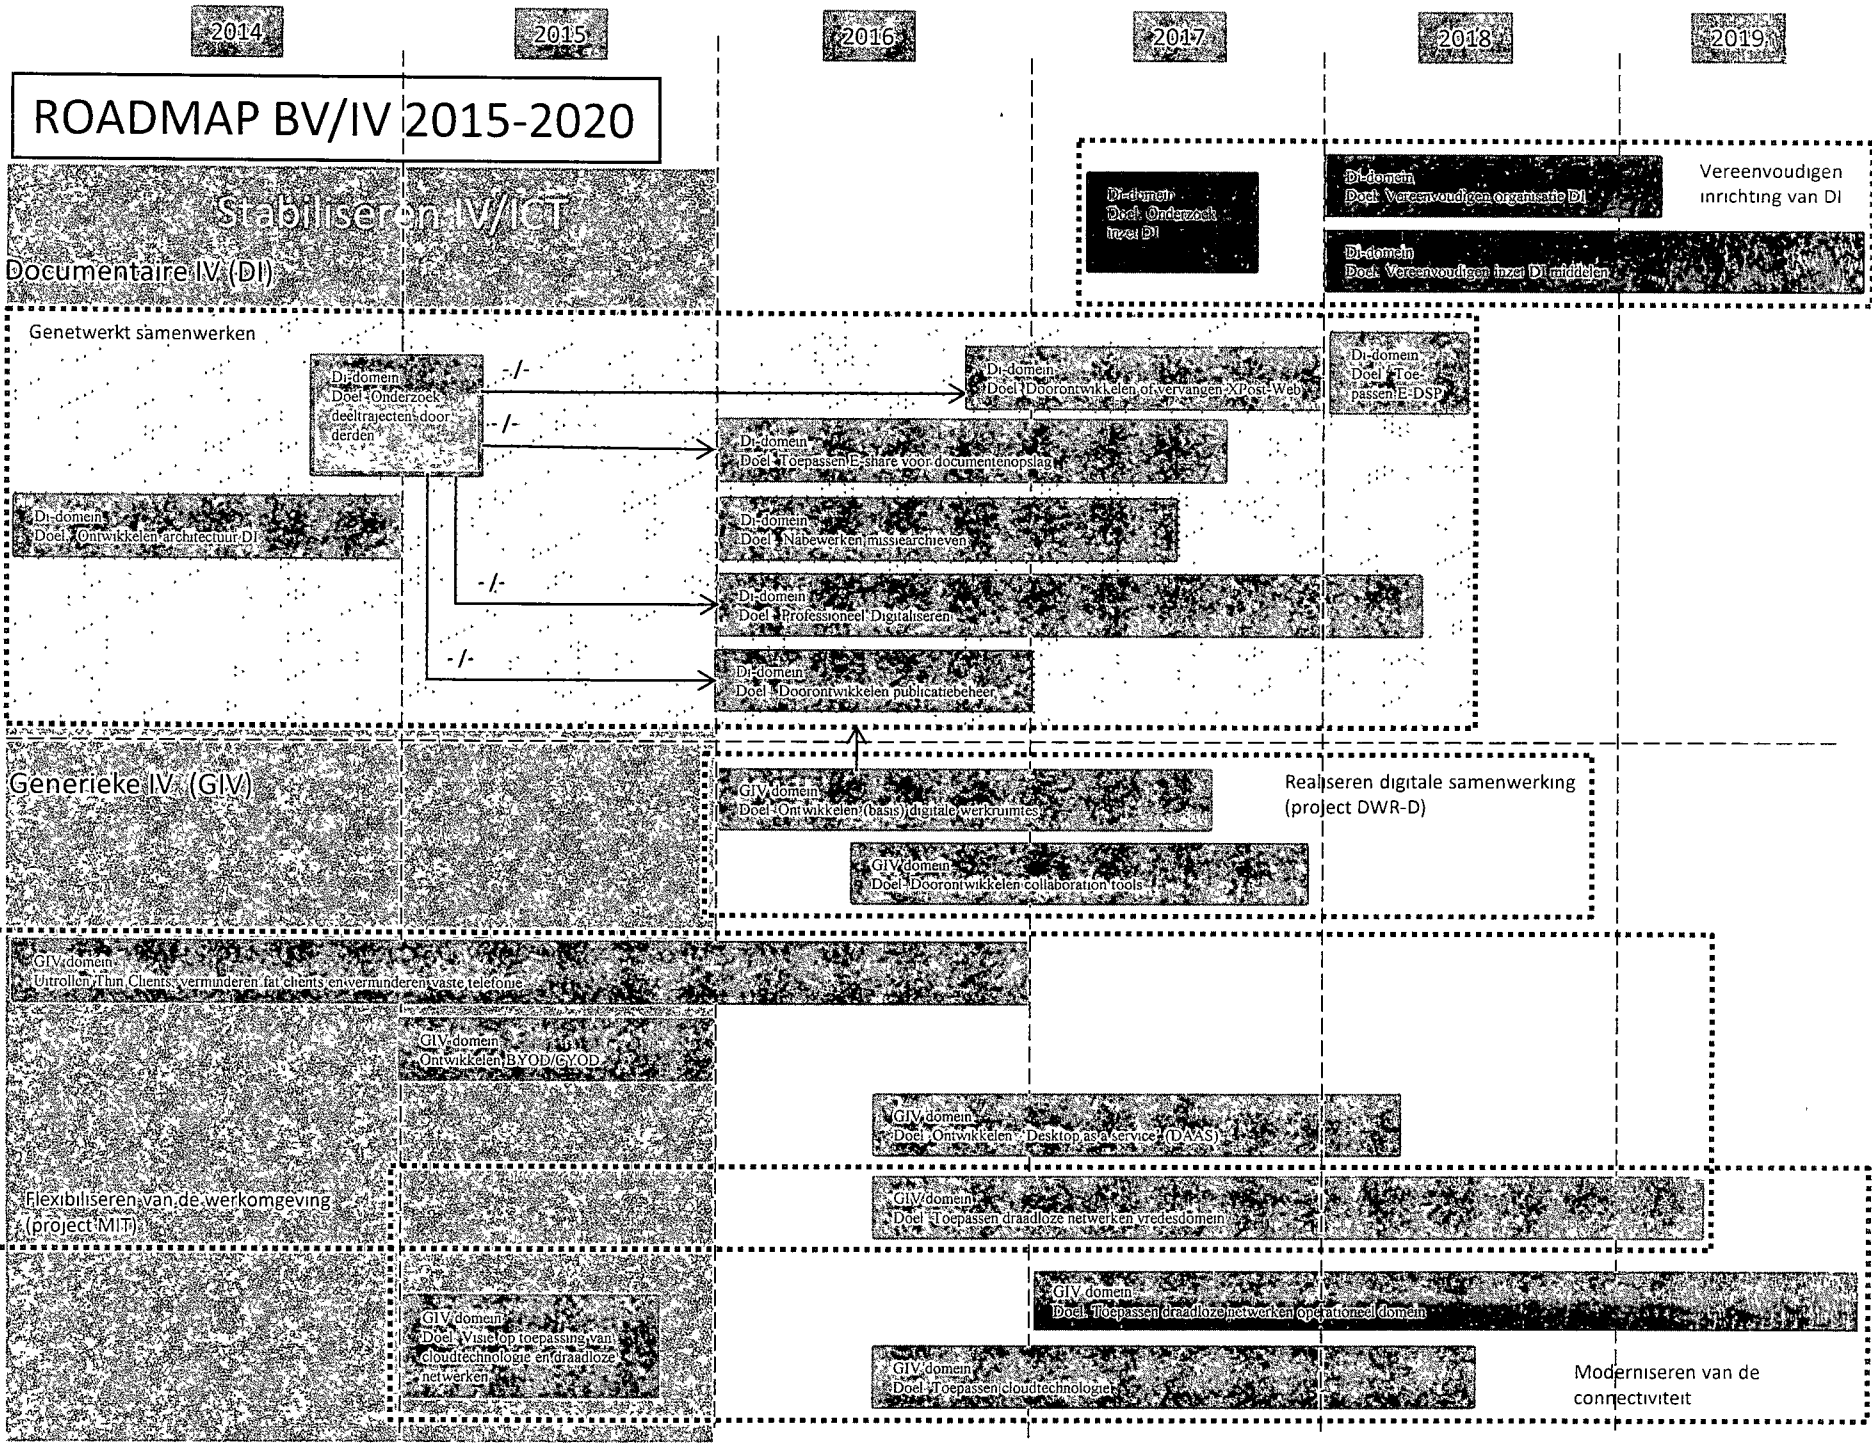 2014
2015
2016
2017
2018
2019
ROADMAP BV/IV 2015-2020
Stabiliseren IV/ICT
Documentaire IV (DI)
Di-domein
Doel: Onderzoek
inzet DI
Di-domein
Doel: Vereenvoudigen organisatie DI
Vereenvoudigen
inrichting van DI
Di-domein
Doel: Vereenvoudigen inzet DI middelen
Genetwerkt samenwerken
Di-domein
Doel: Onderzoek
deeltrajecten door
derden
-/-
-/-
-/-
-/-
Di-domein
Doel: Doorontwikkelen of vervangen XPost-Web
Di-domein
Doel: Toe-
passen E-DSP
Di-domein
Doel: Toepassen E-share voor documentenopslag
Di-domein
Doel: Ontwikkelen architectuur DI
Di-domein
Doel: Nabewerken missiearchieven
Di-domein
Doel: Professioneel Digitaliseren
Di-domein
Doel: Doorontwikkelen publicatiebeheer
Generieke IV (GIV)
GIV domein
Doel: Ontwikkelen (basis) digitale werkruimtes
Realiseren digitale samenwerking
(project DWR-D)
GIV domein
Doel: Doorontwikkelen collaboration tools
GIV domein
Uitrollen Thin Clients, verminderen fat clients en verminderen vaste telefonie
GIV domein
Ontwikkelen BYOD/CYOD
GIV domein
Doel: Ontwikkelen 'Desktop as a service' (DAAS)
Flexibiliseren van de werkomgeving
(project MIT)
GIV domein
Doel: Toepassen draadloze netwerken vredesdomein
GIV domein
Doel: Toepassen draadloze netwerken operationeel domein
GIV domein
Doel: Visie op toepassing van
cloudtechnologie en draadloze
netwerken
GIV domein
Doel: Toepassen cloudtechnologie
Moderniseren van de
connectiviteit